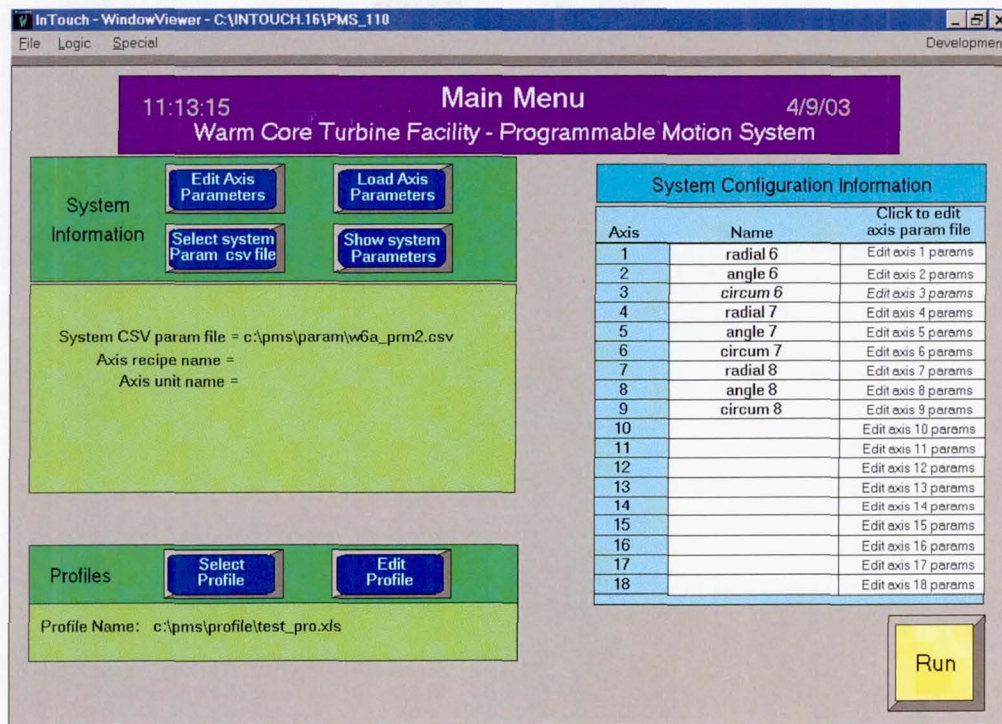 InTouch - WindowViewer - C:\INTOUCH.16\PMS_110
File Logic Special
Development
11:13:15
Main Menu
4/9/03
Warm Core Turbine Facility - Programmable Motion System
System Information
Edit Axis Parameters
Load Axis Parameters
Select system Param csv file
Show system Parameters
System CSV param file = c:\pms\param\w6a_prm2.csv
Axis recipe name =
Axis unit name =
Profiles
Select Profile
Edit Profile
Profile Name: c:\pms\profile\test_pro.xls
System Configuration Information
Axis Name Click to edit axis param file
1 radial 6 Edit axis 1 params
2 angle 6 Edit axis 2 params
3 circum 6 Edit axis 3 params
4 radial 7 Edit axis 4 params
5 angle 7 Edit axis 5 params
6 circum 7 Edit axis 6 params
7 radial 8 Edit axis 7 params
8 angle 8 Edit axis 8 params
9 circum 8 Edit axis 9 params
10 Edit axis 10 params
11 Edit axis 11 params
12 Edit axis 12 params
13 Edit axis 13 params
14 Edit axis 14 params
15 Edit axis 15 params
16 Edit axis 16 params
17 Edit axis 17 params
18 Edit axis 18 params
Run